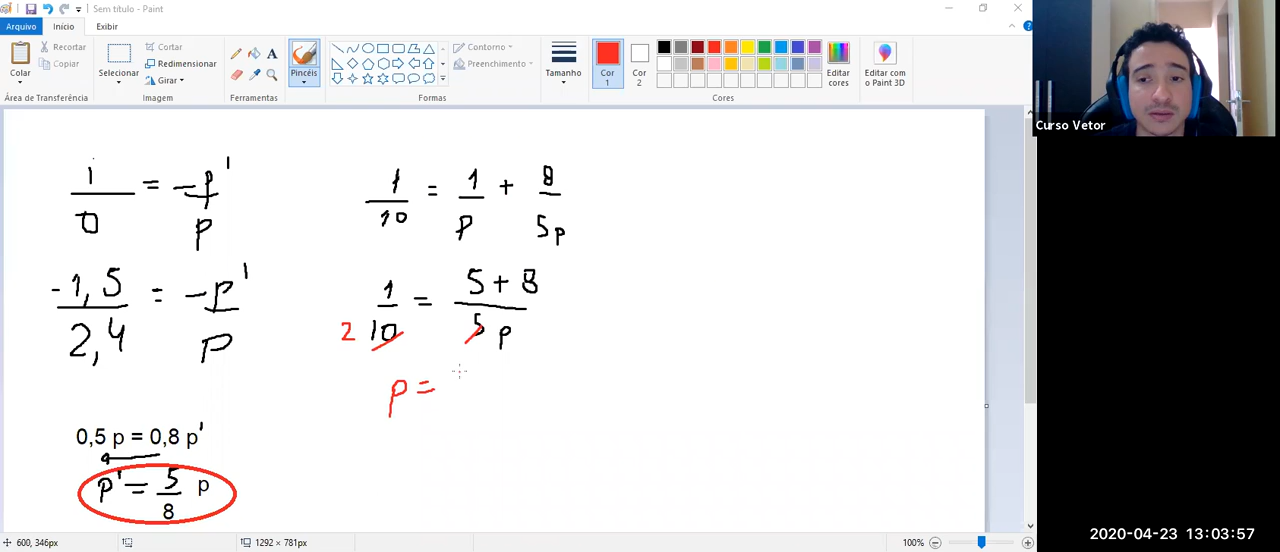 Sem título - Paint
Arquivo Início Exibir
Colar
Recortar
Copiar
Área de Transferência
Selecionar
Cortar
Redimensionar
Girar
Imagem
Ferramentas
Pincéis
Contorno
Preenchimento
Formas
Tamanho
Cor 1
Cor 2
Cores
Editar cores
Editar com o Paint 3D
Curso Vetor
i/o = -p'/p
-1,5/2,4 = -p'/p
0,5 p = 0,8 p'
p' = 5/8 p
1/10 = 1/p + 8/5p
1/10 = 5 + 8/5p
2
p =
600, 346px
1292 × 781px
100%
2020-04-23 13:03:57